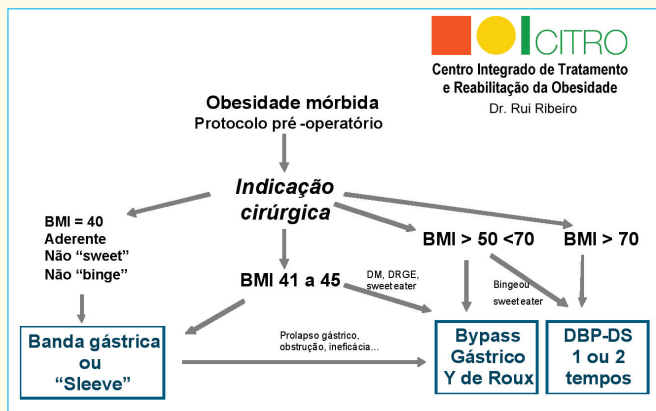 CITRO
Centro Integrado de Tratamento
e Reabilitação da Obesidade
Dr. Rui Ribeiro
Obesidade mórbida
Protocolo pré -operatório
Indicação
cirúrgica
BMI = 40
Aderente
Não “sweet”
Não “binge”
BMI > 50 <70
BMI > 70
BMI 41 a 45
DM, DRGE,
sweet eater
Binge ou
sweet eater
Banda gástrica
ou
“Sleeve”
Prolapso gástrico,
obstrução, ineficácia...
Bypass
Gástrico
Y de Roux
DBP-DS
1 ou 2
tempos